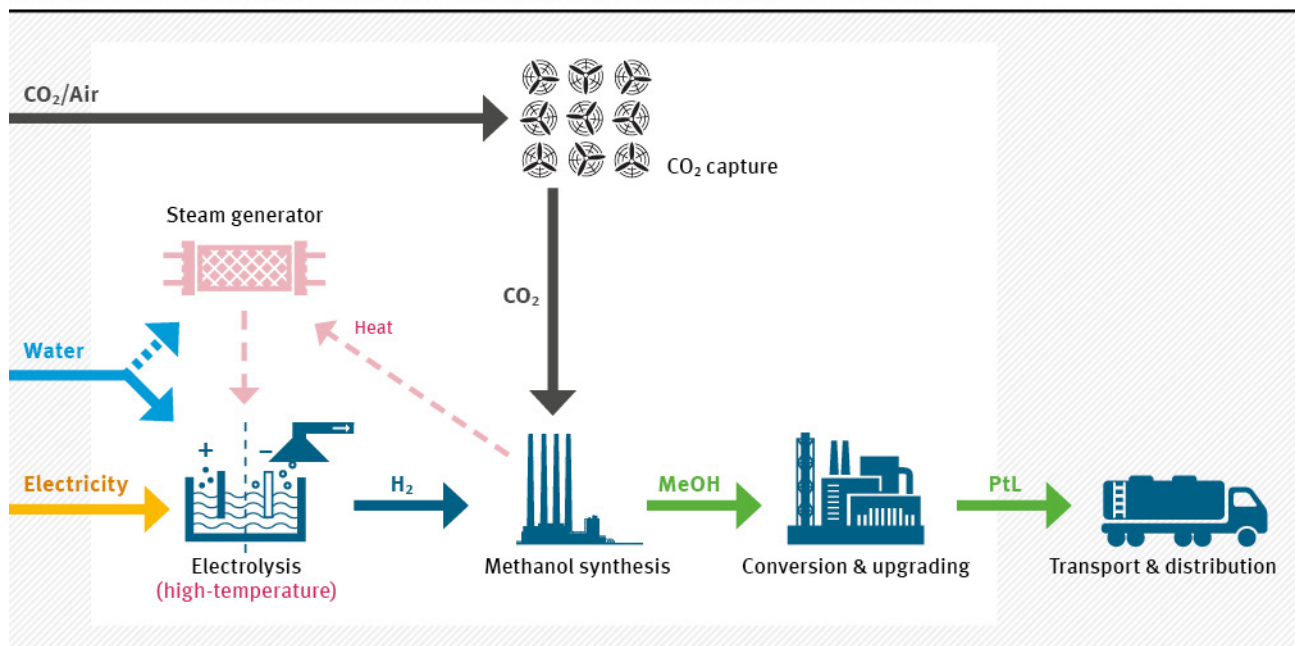 CO₂/Air
CO₂ capture
Steam generator
CO₂
Heat
Water
+
–
Electricity
H₂
MeOH
PtL
Electrolysis
(high-temperature)
Methanol synthesis
Conversion & upgrading
Transport & distribution